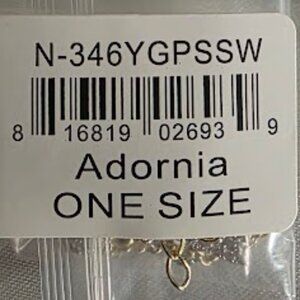 N-346YGPSSW
8 16819 02693 9
Adornia
ONE SIZE